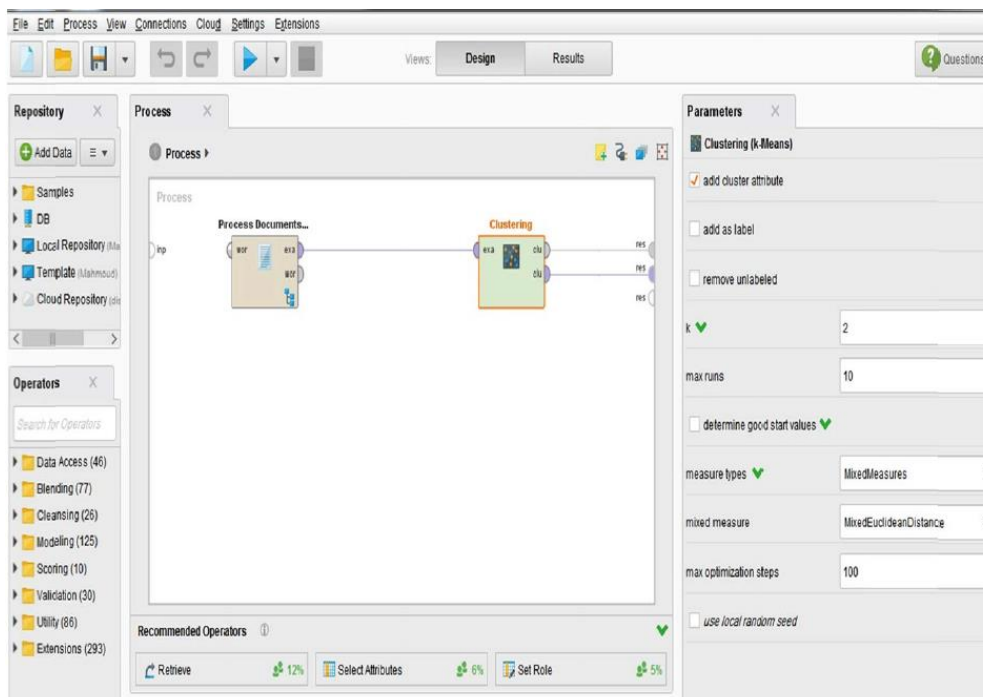 File Edit Process View Connections Cloud Settings Extensions
Views: Design Results Questions
Repository X
Add Data
Samples
DB
Local Repository (Ma
Template (Mahmoud)
Cloud Repository
Operators X
Search for Operators
Data Access (46)
Blending (77)
Cleansing (26)
Modeling (125)
Scoring (10)
Validation (30)
Utility (86)
Extensions (293)
Process X
Process
Process
Process Documents...
Clustering
inp
wor exa
wor
exa clu
clu
res
res
res
Recommended Operators
Retrieve 12%
Select Attributes 6%
Set Role 5%
Parameters X
Clustering (k-Means)
add cluster attribute
add as label
remove unlabeled
k 2
max runs 10
determine good start values
measure types MixedMeasures
mixed measure MixedEuclideanDistance
max optimization steps 100
use local random seed